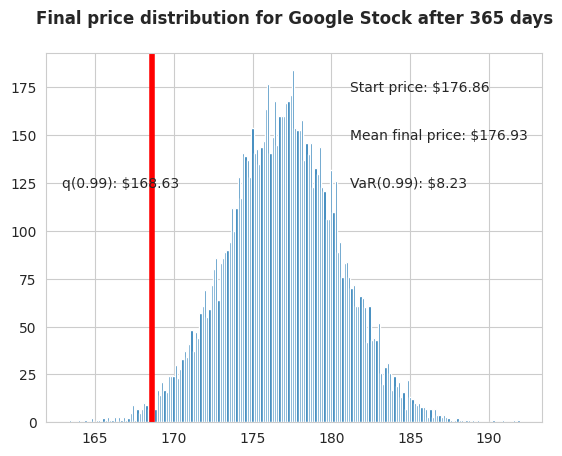 Final price distribution for Google Stock after 365 days
175
Start price: $176.86
150
Mean final price: $176.93
125
q(0.99): $168.63
VaR(0.99): $8.23
100
75
50
25
0
165
170
175
180
185
190